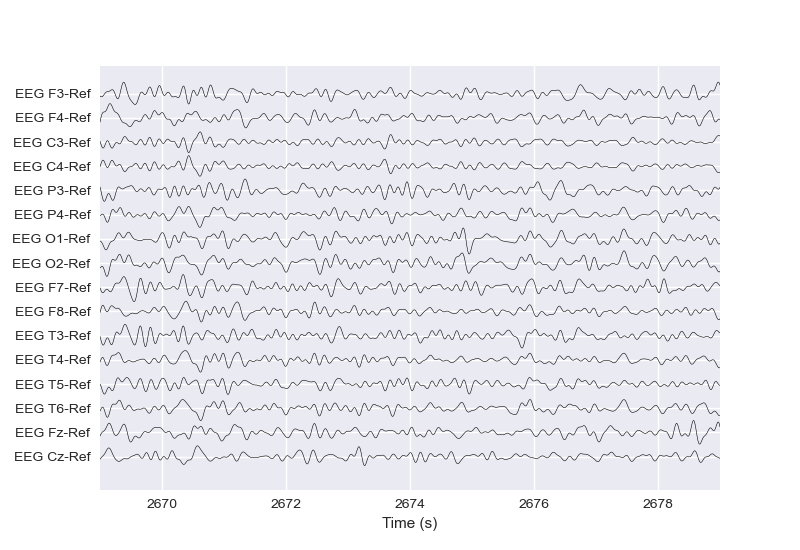 EEG F3-Ref
EEG F4-Ref
EEG C3-Ref
EEG C4-Ref
EEG P3-Ref
EEG P4-Ref
EEG O1-Ref
EEG O2-Ref
EEG F7-Ref
EEG F8-Ref
EEG T3-Ref
EEG T4-Ref
EEG T5-Ref
EEG T6-Ref
EEG Fz-Ref
EEG Cz-Ref
2670 2672 2674 2676 2678
Time (s)